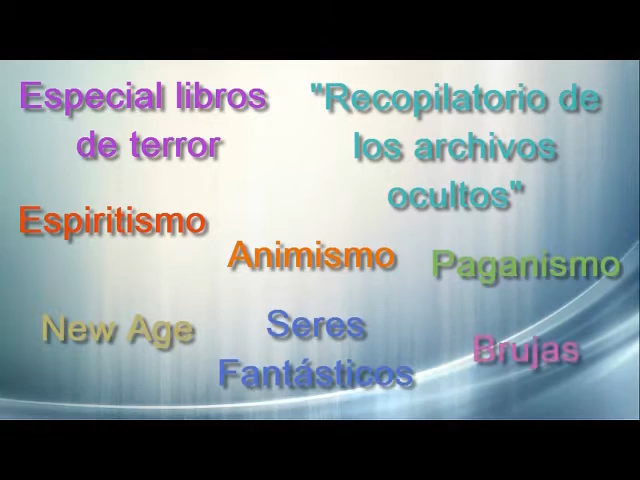 Especial libros
de terror
"Recopilatorio de
los archivos
ocultos"
Espiritismo
Animismo
Paganismo
New Age
Seres
Fantásticos
Brujas